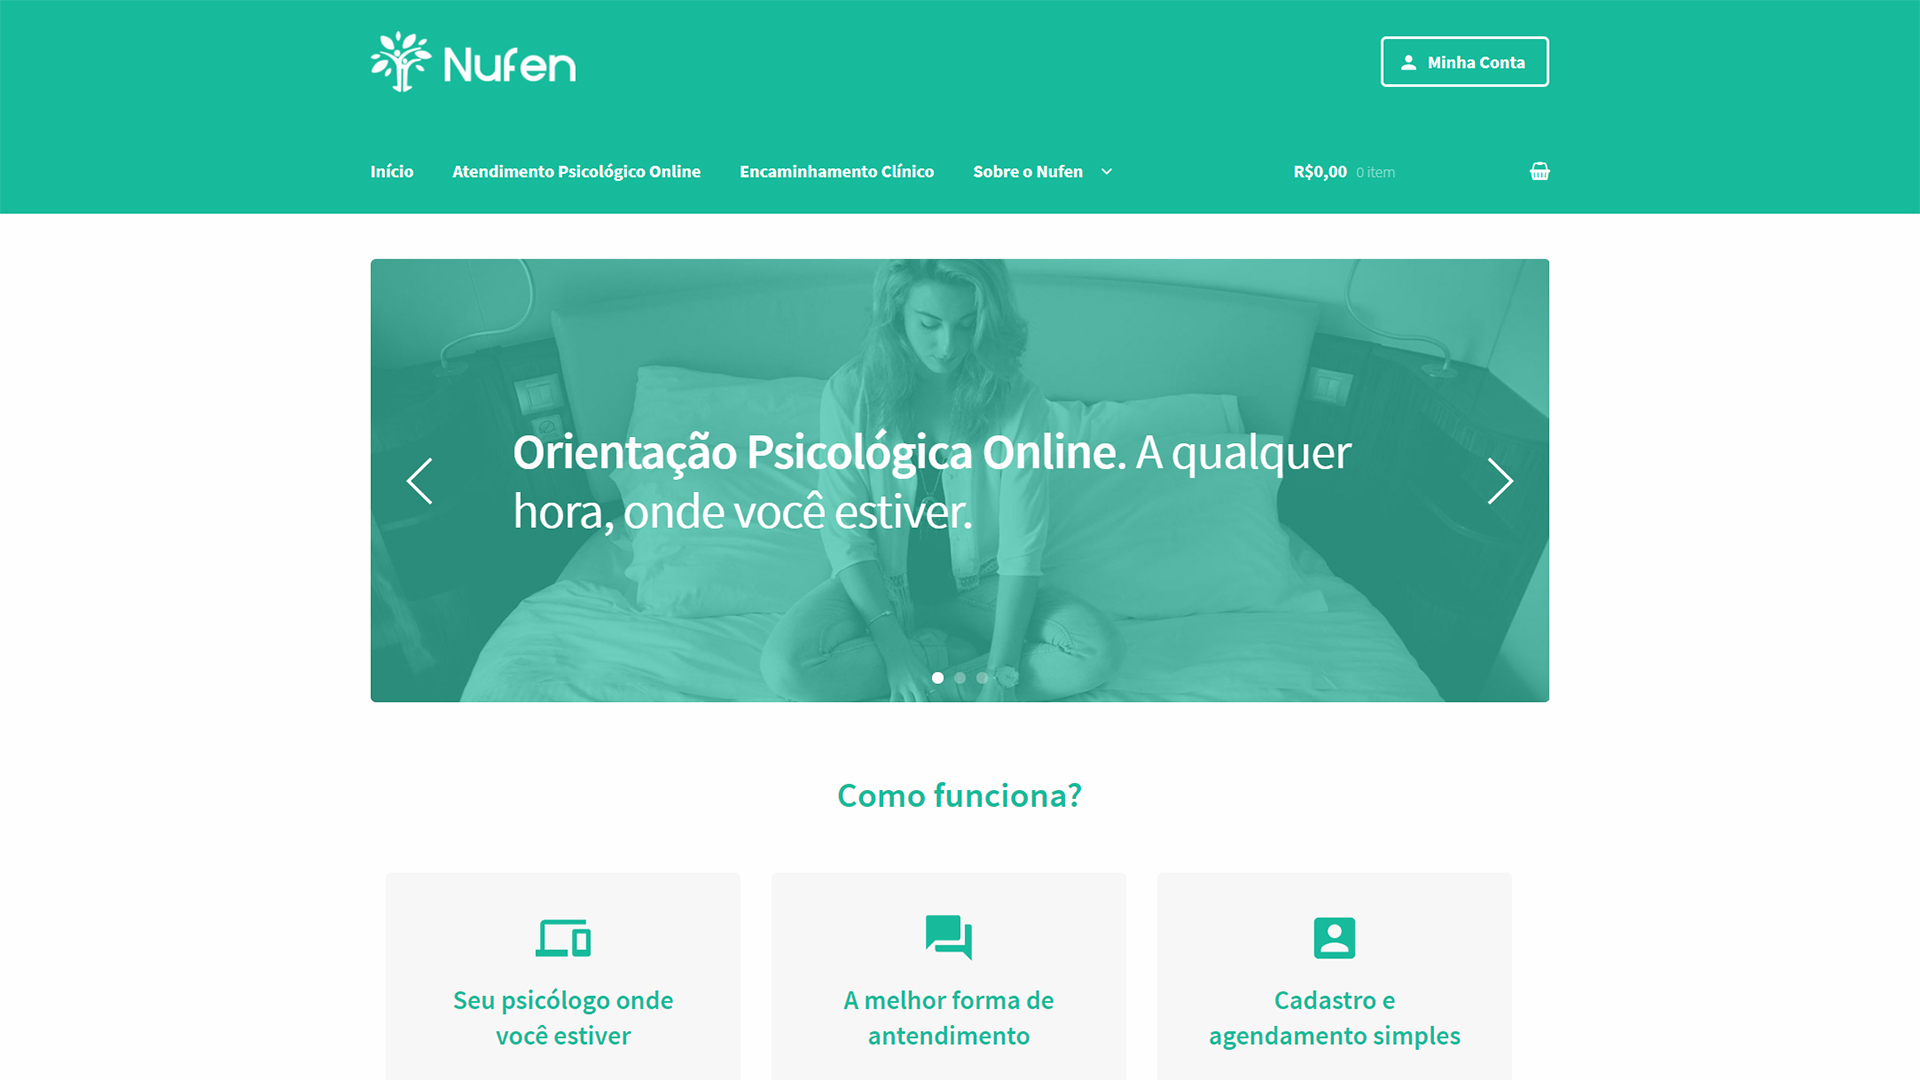 Nufen
Minha Conta
Início
Atendimento Psicológico Online
Encaminhamento Clínico
Sobre o Nufen
R$0,00 0 item
Orientação Psicológica Online. A qualquer
hora, onde você estiver.
Como funciona?
Seu psicólogo onde
você estiver
A melhor forma de
antendimento
Cadastro e
agendamento simples